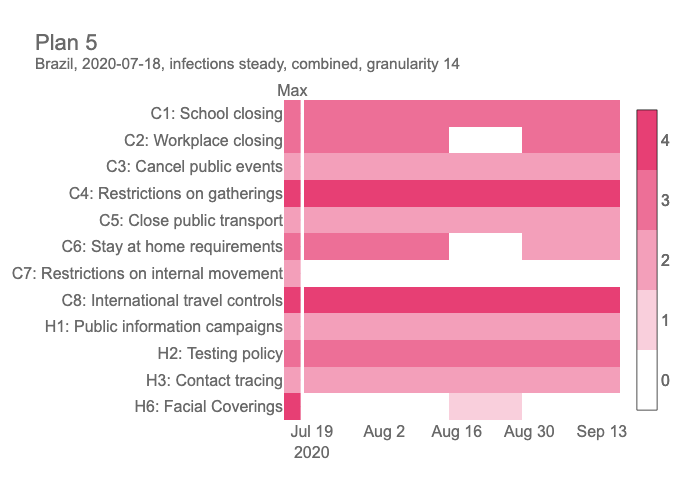 Plan 5
Brazil, 2020-07-18, infections steady, combined, granularity 14
Max
C1: School closing
C2: Workplace closing
C3: Cancel public events
C4: Restrictions on gatherings
C5: Close public transport
C6: Stay at home requirements
C7: Restrictions on internal movement
C8: International travel controls
H1: Public information campaigns
H2: Testing policy
H3: Contact tracing
H6: Facial Coverings
Jul 19 Aug 2 Aug 16 Aug 30 Sep 13
2020
4
3
2
1
0